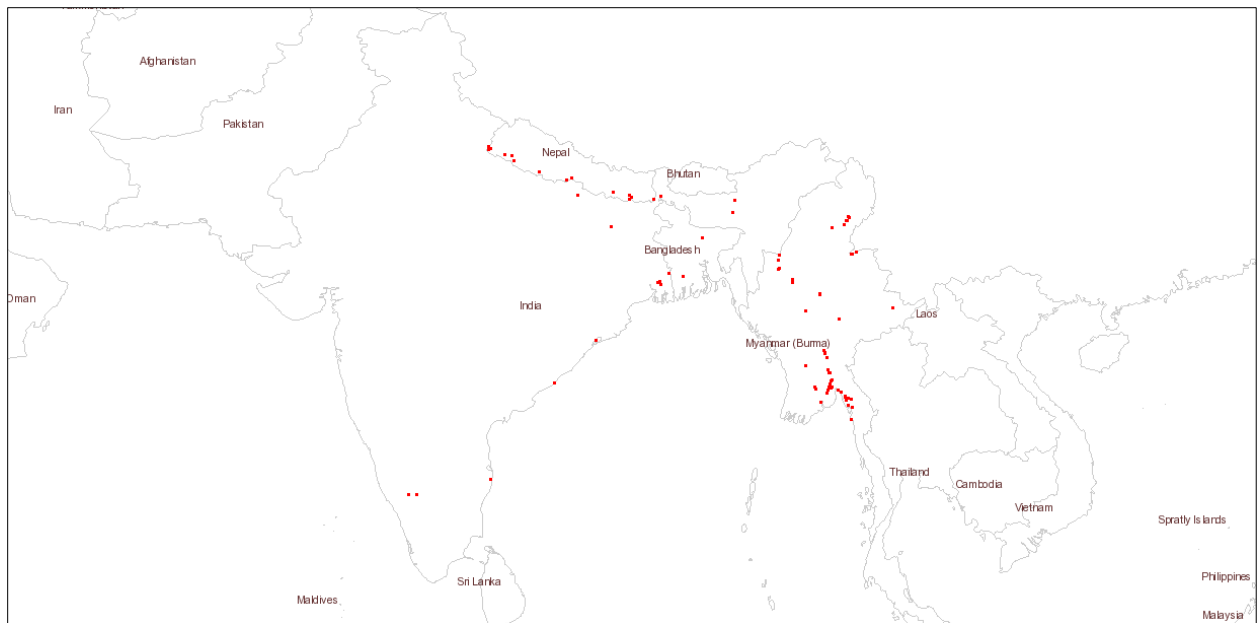 Afghanistan
Iran
Pakistan
Nepal
Bhutan
Bangladesh
Oman
India
Laos
Myanmar (Burma)
Thailand
Cambodia
Vietnam
Spratly Islands
Sri Lanka
Philippines
Maldives
Malaysia